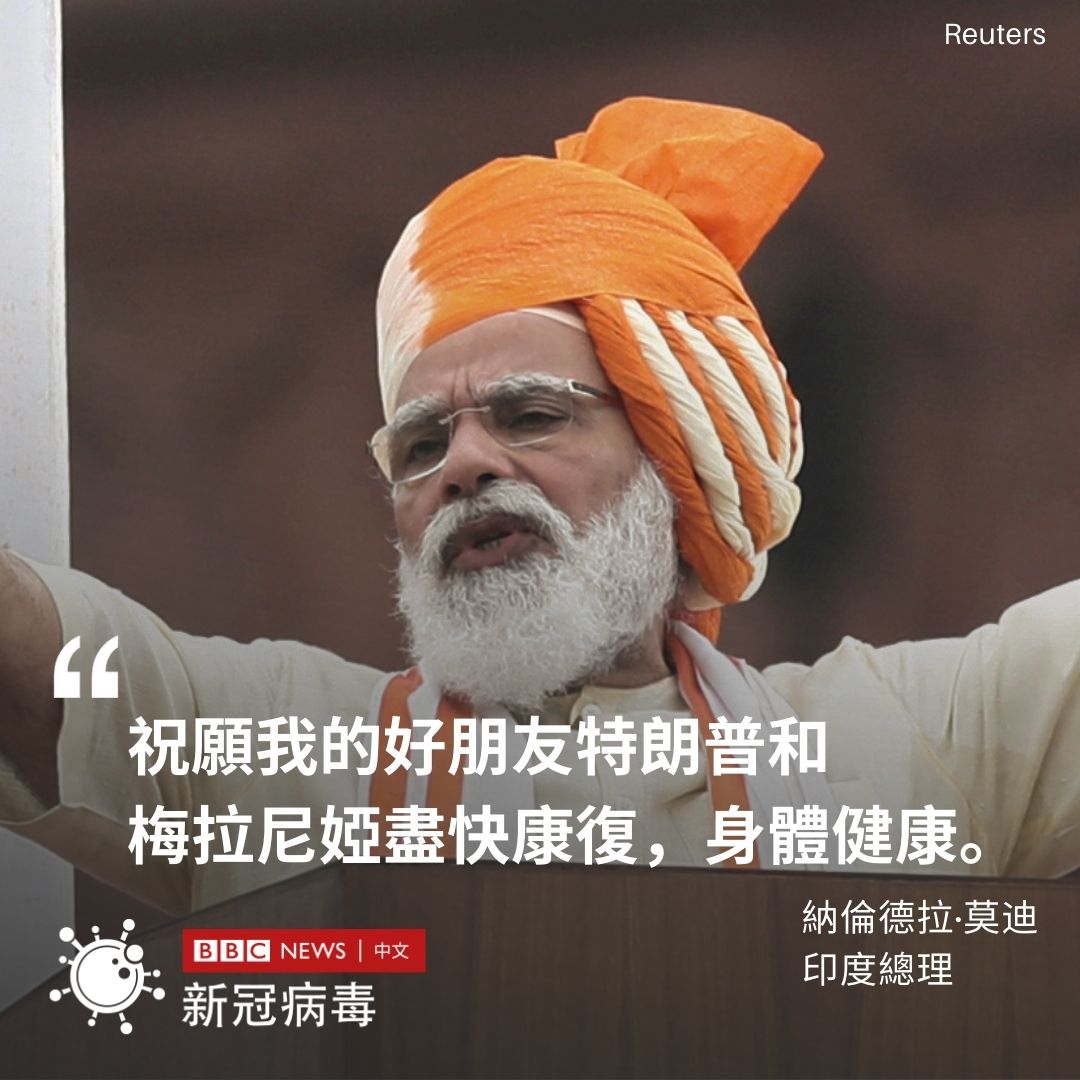 Reuters
“
祝願我的好朋友特朗普和
梅拉尼婭盡快康復，身體健康。
納倫德拉·莫迪
印度總理
BBC NEWS | 中文
新冠病毒